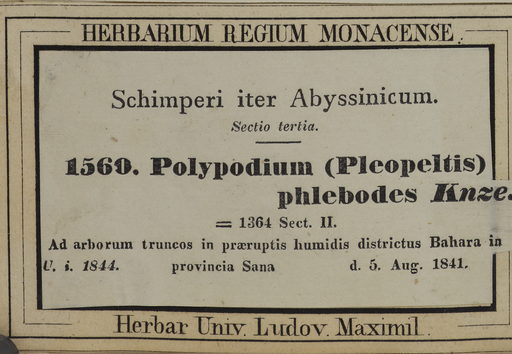 HERBARIUM REGIUM MONACENSE.
Schimperi iter Abyssinicum.
Sectio tertia.
1560. Polypodium (Pleopeltis)
phlebodes Knze.
= 1364 Sect. II.
Ad arborum truncos in præruptis humidis districtus Bahara in
U. i. 1844. provincia Sana d. 5. Aug. 1841.
Herbar Univ. Ludov. Maximil.